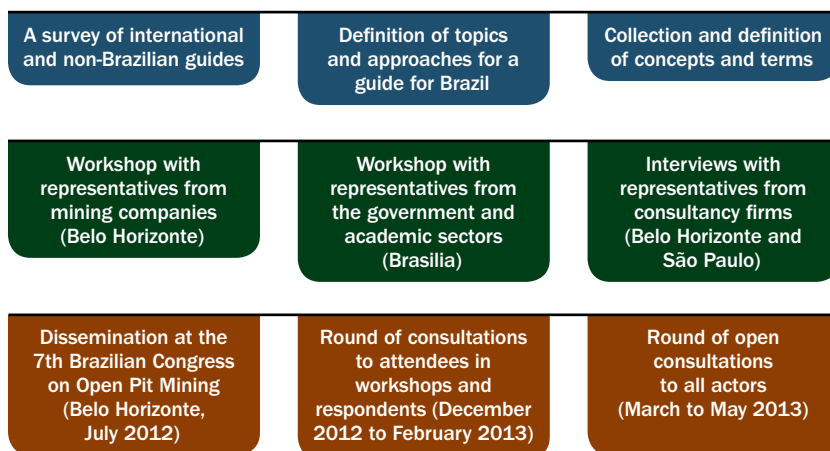 A survey of international
and non-Brazilian guides
Definition of topics
and approaches for a
guide for Brazil
Collection and definition
of concepts and terms
Workshop with
representatives from
mining companies
(Belo Horizonte)
Workshop with
representatives from
the government and
academic sectors
(Brasilia)
Interviews with
representatives from
consultancy firms
(Belo Horizonte and
São Paulo)
Dissemination at the
7th Brazilian Congress
on Open Pit Mining
(Belo Horizonte,
July 2012)
Round of consultations
to attendees in
workshops and
respondents (December
2012 to February 2013)
Round of open
consultations
to all actors
(March to May 2013)